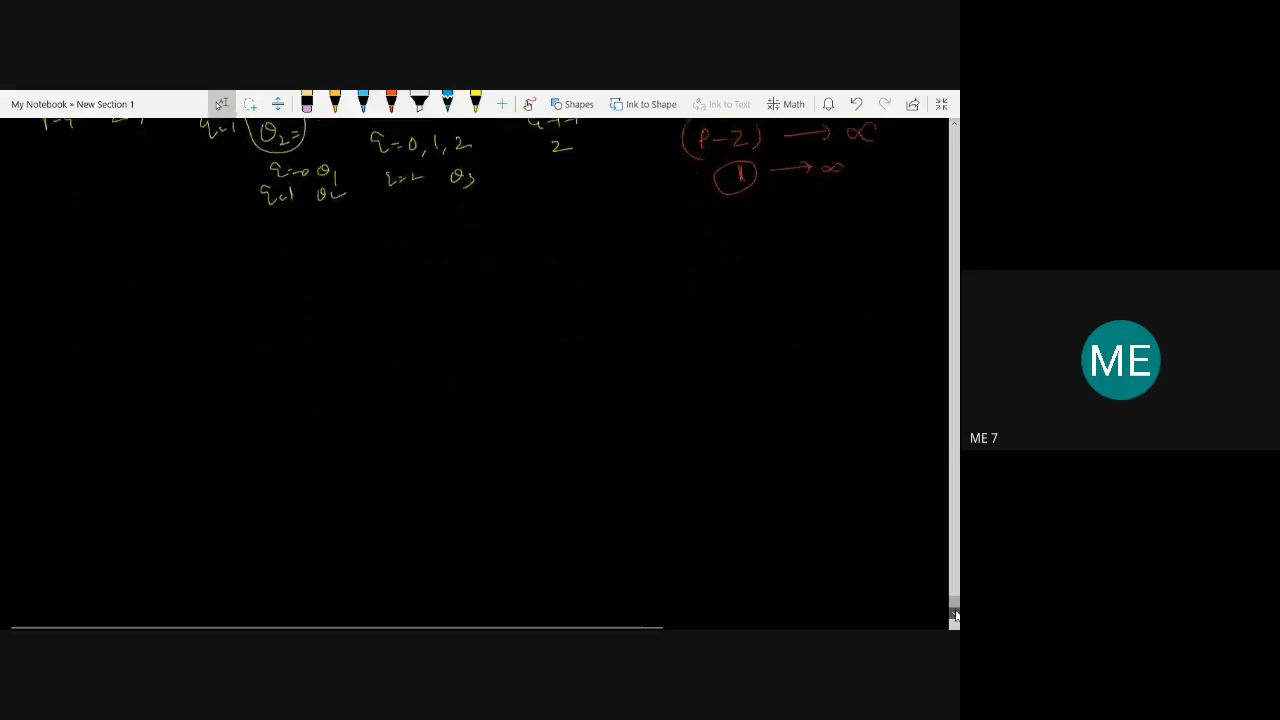 My Notebook » New Section 1
Shapes
Ink to Shape
Ink to Text
Math
θ2=
q=0,1,2
2
q=0 θ1
q=2 θ3
q=1 θ2
(P-Z) → ∝
1 → ∝
ME
ME 7